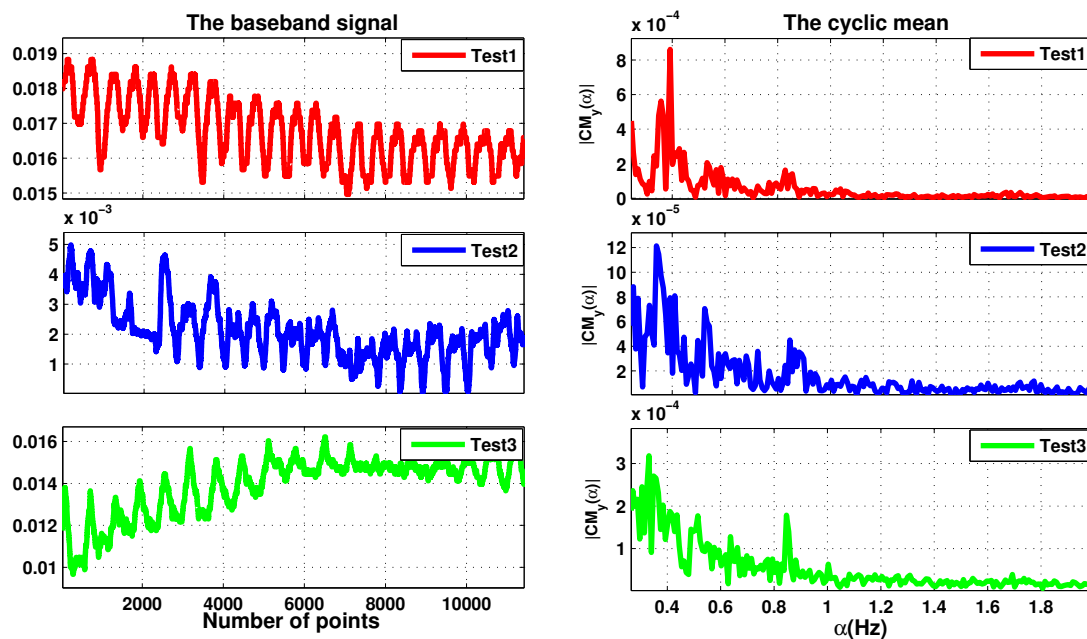 The baseband signal
0.019
0.018
0.017
0.016
0.015
Test1
x 10⁻³
5
4
3
2
1
Test2
0.016
0.014
0.012
0.01
Test3
2000 4000 6000 8000 10000
Number of points
The cyclic mean
x 10⁻⁴
8
6
4
2
0
|CM_y(α)|
Test1
x 10⁻⁵
12
10
8
6
4
2
|CM_y(α)|
Test2
x 10⁻⁴
3
2
1
|CM_y(α)|
Test3
0.4 0.6 0.8 1 1.2 1.4 1.6 1.8
α(Hz)